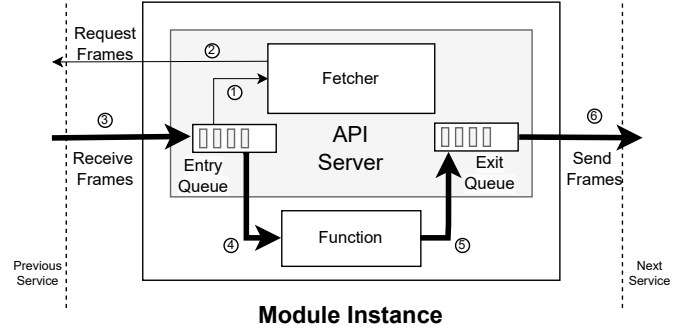 Request
Frames
②
Fetcher
①
③
⑥
Receive
Frames
Entry
Queue
API
Server
Exit
Queue
Send
Frames
④
Function
⑤
Previous
Service
Next
Service
Module Instance